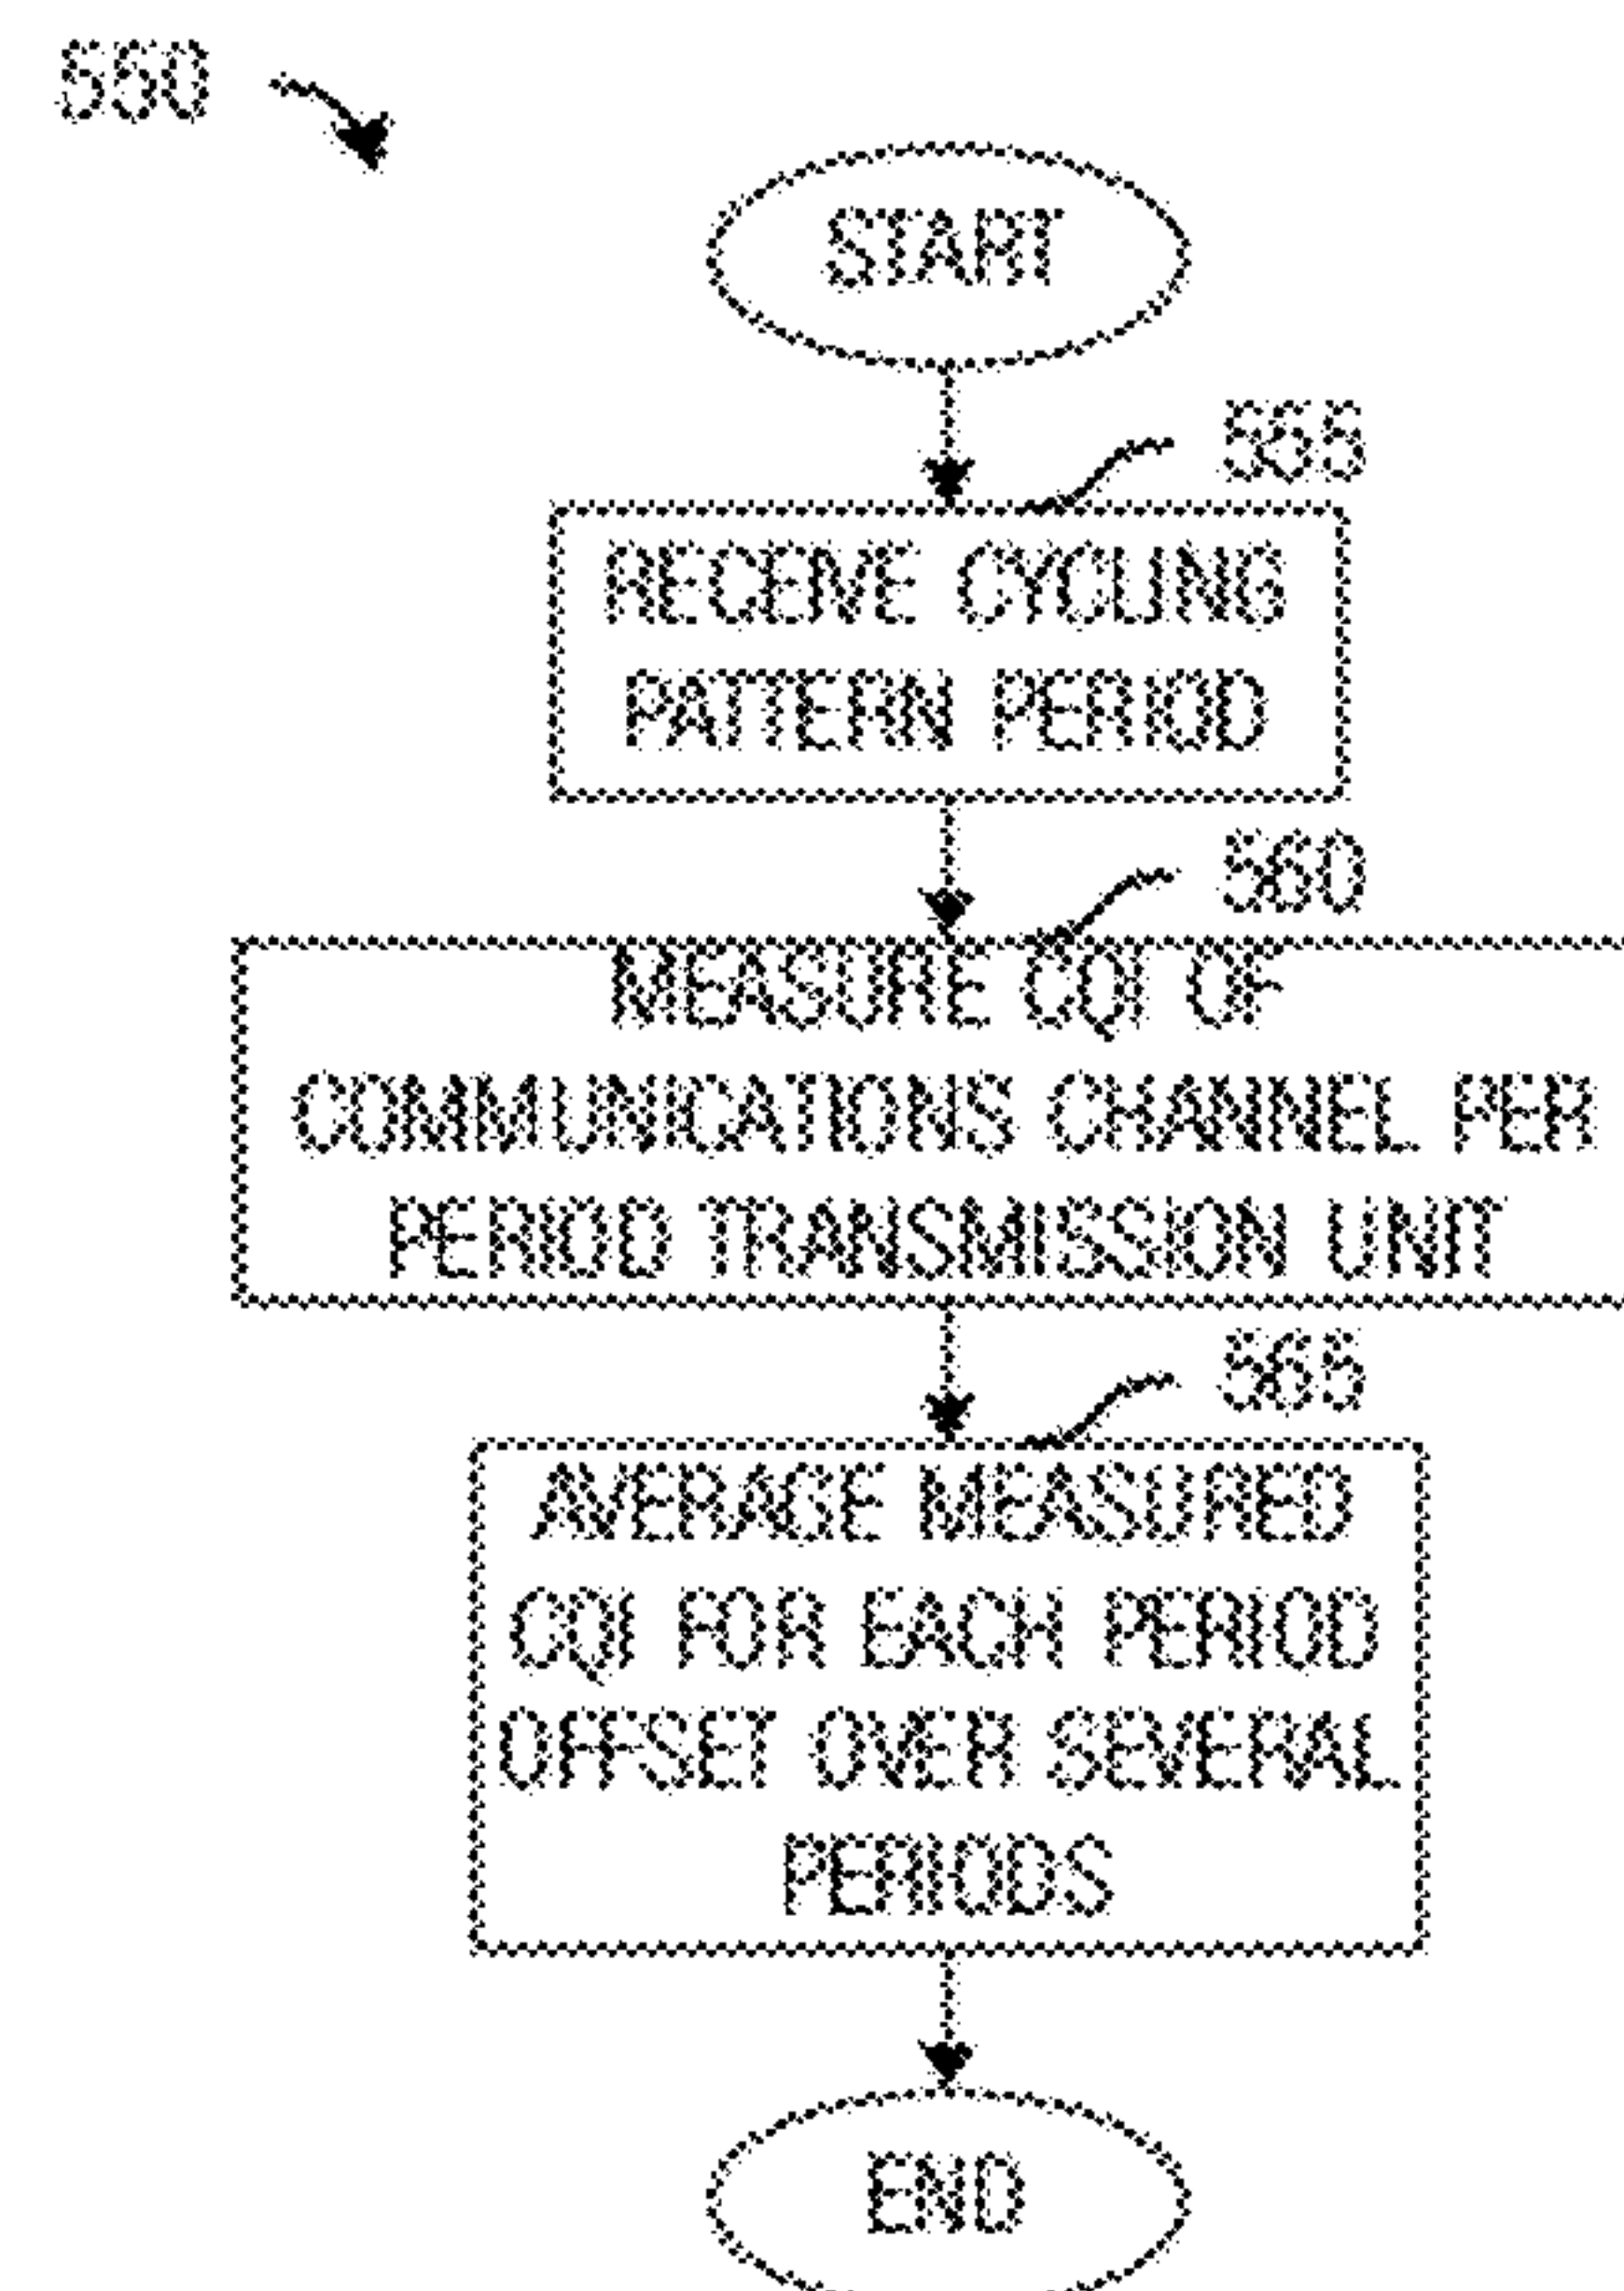 550
START
555
RECEIVE CYCLING
PATTERN PERIOD
560
MEASURE CQI OF
COMMUNICATIONS CHANNEL PER
PERIOD TRANSMISSION UNIT
565
AVERAGE MEASURED
CQI FOR EACH PERIOD
OFFSET OVER SEVERAL
PERIODS
END